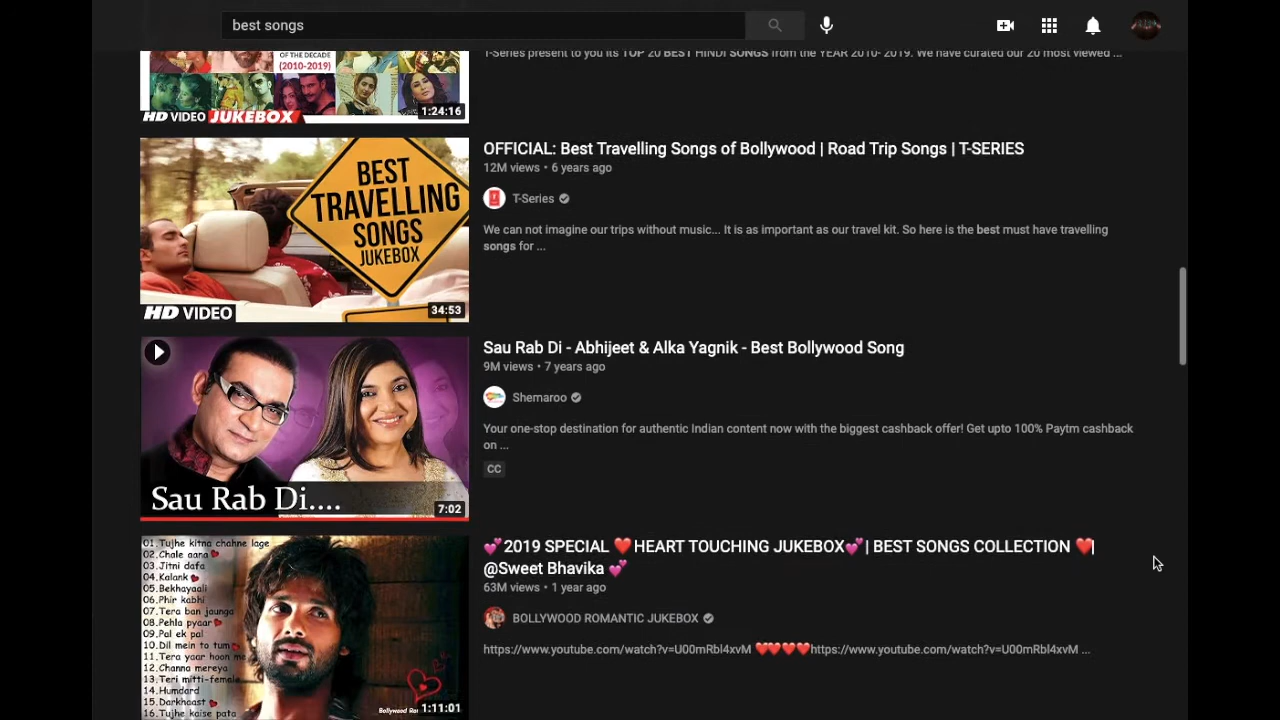 best songs
OF THE DECADE
(2010-2019)
HD VIDEO JUKEBOX
1:24:16
T-Series present to you its TOP 20 BEST HINDI SONGS from the YEAR 2010- 2019. We have curated our 20 most viewed ...
BEST
TRAVELLING
SONGS
JUKEBOX
HD VIDEO
34:53
OFFICIAL: Best Travelling Songs of Bollywood | Road Trip Songs | T-SERIES
12M views • 6 years ago
T-Series
We can not imagine our trips without music... It is as important as our travel kit. So here is the best must have travelling
songs for ...
Sau Rab Di....
7:02
Sau Rab Di - Abhijeet & Alka Yagnik - Best Bollywood Song
9M views • 7 years ago
Shemaroo
Your one-stop destination for authentic Indian content now with the biggest cashback offer! Get upto 100% Paytm cashback
on ...
CC
01.Tujhe kitna chahne lage
02.Chale aana
03.Jitni dafa
04.Kalank
05.Bekhayaali
06.Phir kabhi
07.Tera ban jaunga
08.Pehla pyaar
09.Pal ek pal
10.Dil mein to tum
11.Tera yaar hoon
12.Channa mereya
13.Teri mitti-female
14.Humdard
15.Darkhaast
16.Tujhe kaise pata
Bollywood
1:11:01
💕2019 SPECIAL ❤️HEART TOUCHING JUKEBOX💕| BEST SONGS COLLECTION ❤️|
@Sweet Bhavika 💕
63M views • 1 year ago
BOLLYWOOD ROMANTIC JUKEBOX
https://www.youtube.com/watch?v=U00mRbl4xvM ❤️❤️❤️❤️https://www.youtube.com/watch?v=U00mRbl4xvM ...